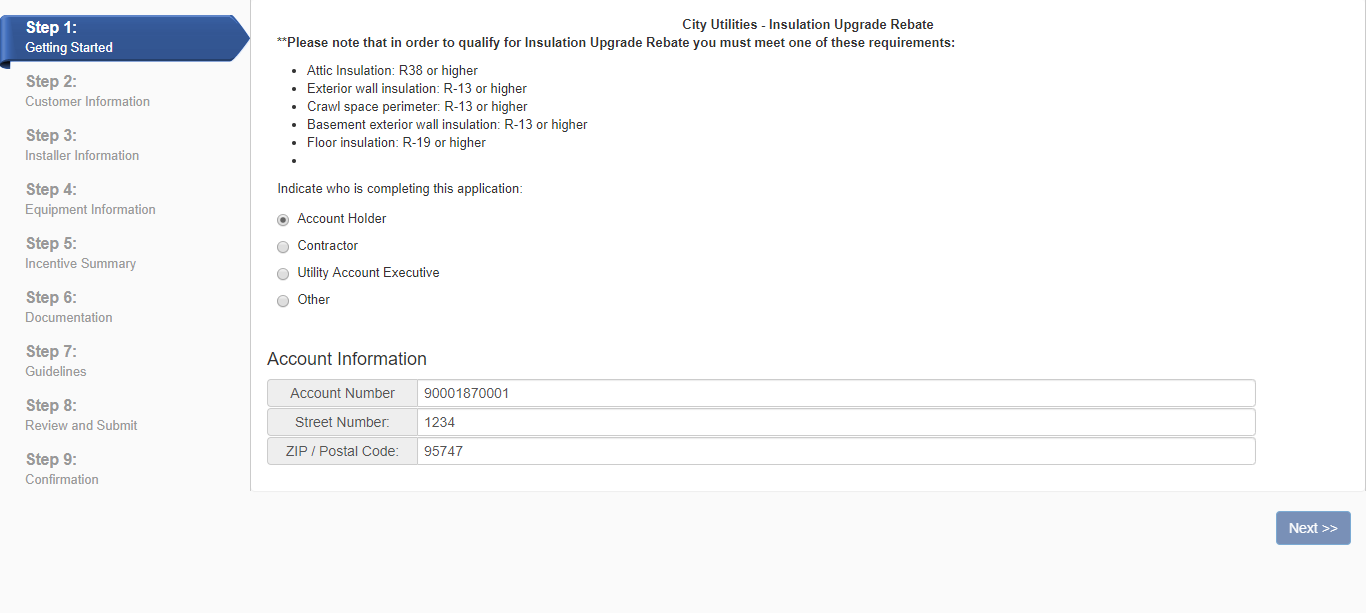 Step 1:
Getting Started
Step 2:
Customer Information
Step 3:
Installer Information
Step 4:
Equipment Information
Step 5:
Incentive Summary
Step 6:
Documentation
Step 7:
Guidelines
Step 8:
Review and Submit
Step 9:
Confirmation
City Utilities - Insulation Upgrade Rebate
**Please note that in order to qualify for Insulation Upgrade Rebate you must meet one of these requirements:
• Attic Insulation: R38 or higher
• Exterior wall insulation: R-13 or higher
• Crawl space perimeter: R-13 or higher
• Basement exterior wall insulation: R-13 or higher
• Floor insulation: R-19 or higher
•
Indicate who is completing this application:
Account Holder
Contractor
Utility Account Executive
Other
Account Information
Account Number 90001870001
Street Number: 1234
ZIP / Postal Code: 95747
Next >>